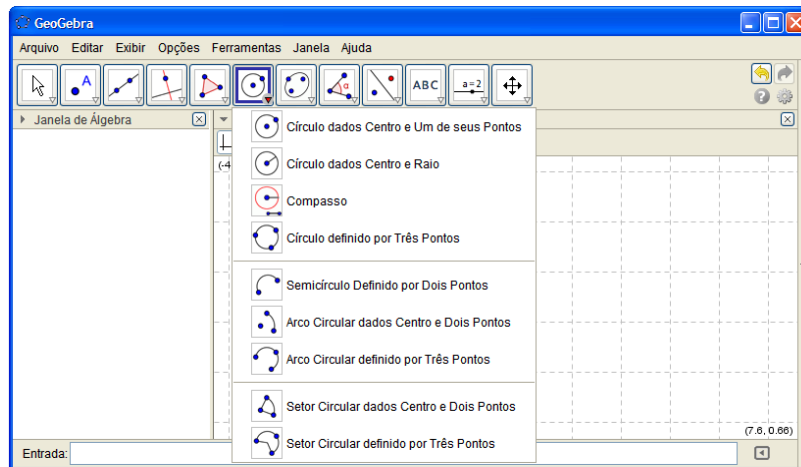 GeoGebra
Arquivo Editar Exibir Opções Ferramentas Janela Ajuda
A α ABC a=2
Janela de Álgebra
(-4
Círculo dados Centro e Um de seus Pontos
Círculo dados Centro e Raio
Compasso
Círculo definido por Três Pontos
Semicírculo Definido por Dois Pontos
Arco Circular dados Centro e Dois Pontos
Arco Circular definido por Três Pontos
Setor Circular dados Centro e Dois Pontos
Setor Circular definido por Três Pontos
(7.6, 0.66)
Entrada: